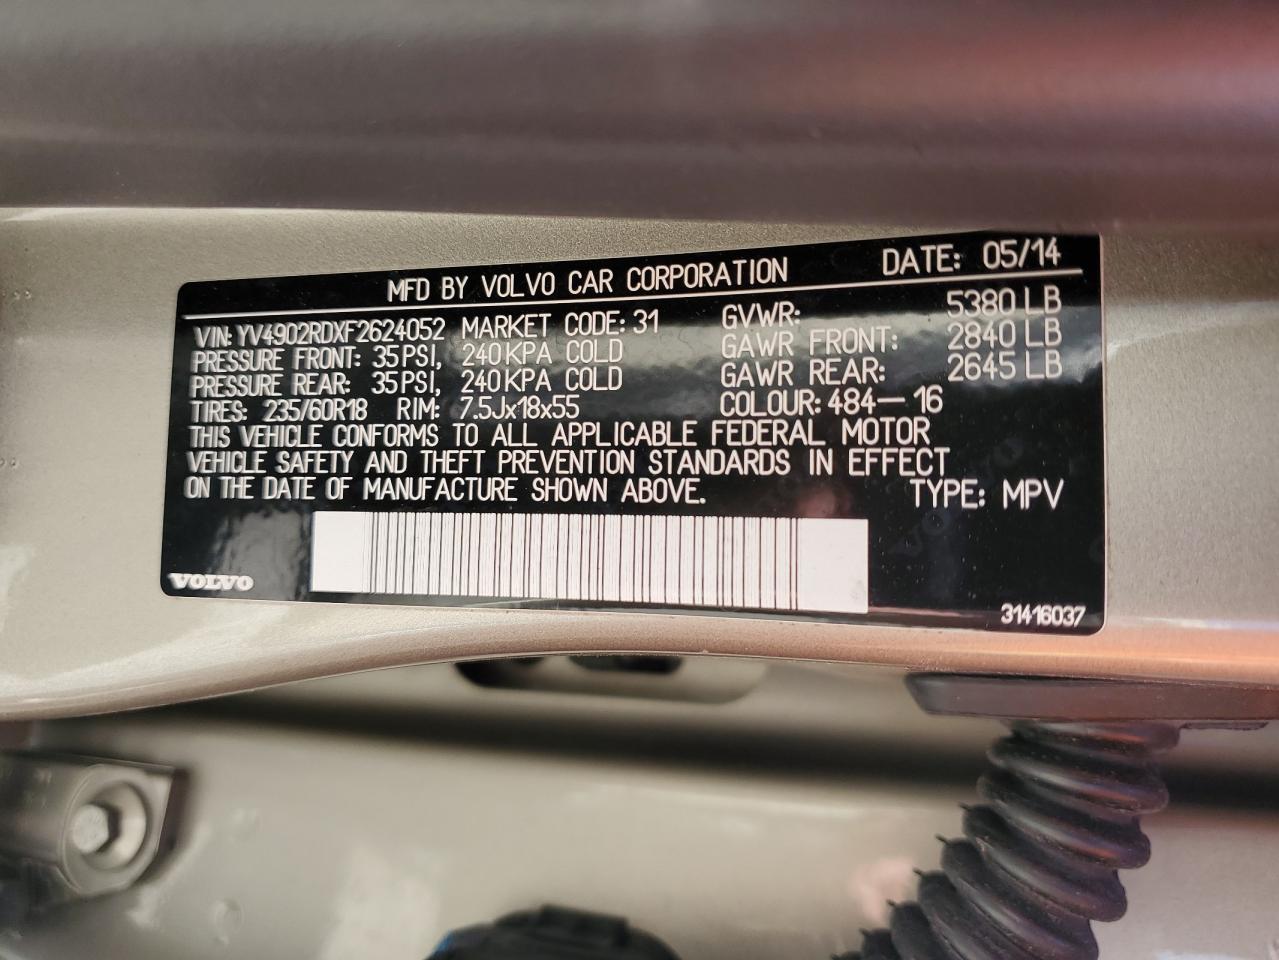 MFD BY VOLVO CAR CORPORATION DATE: 05/14
VIN: YV4902RDXF2624052 MARKET CODE: 31 GVWR: 5380 LB
PRESSURE FRONT: 35 PSI, 240 KPA COLD GAWR FRONT: 2840 LB
PRESSURE REAR: 35 PSI, 240 KPA COLD GAWR REAR: 2645 LB
TIRES: 235/60R18 RIM: 7.5Jx18x55 COLOUR: 484-16
THIS VEHICLE CONFORMS TO ALL APPLICABLE FEDERAL MOTOR
VEHICLE SAFETY AND THEFT PREVENTION STANDARDS IN EFFECT
ON THE DATE OF MANUFACTURE SHOWN ABOVE. TYPE: MPV
VOLVO
31416037